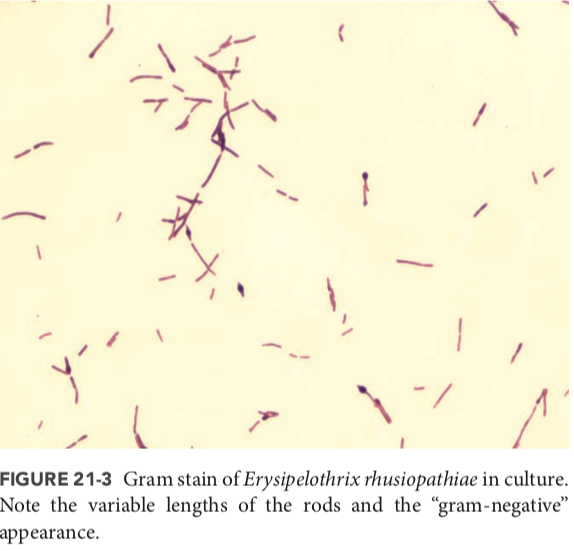 FIGURE 21-3 Gram stain of Erysipelothrix rhusiopathiae in culture.
Note the variable lengths of the rods and the “gram-negative”
appearance.